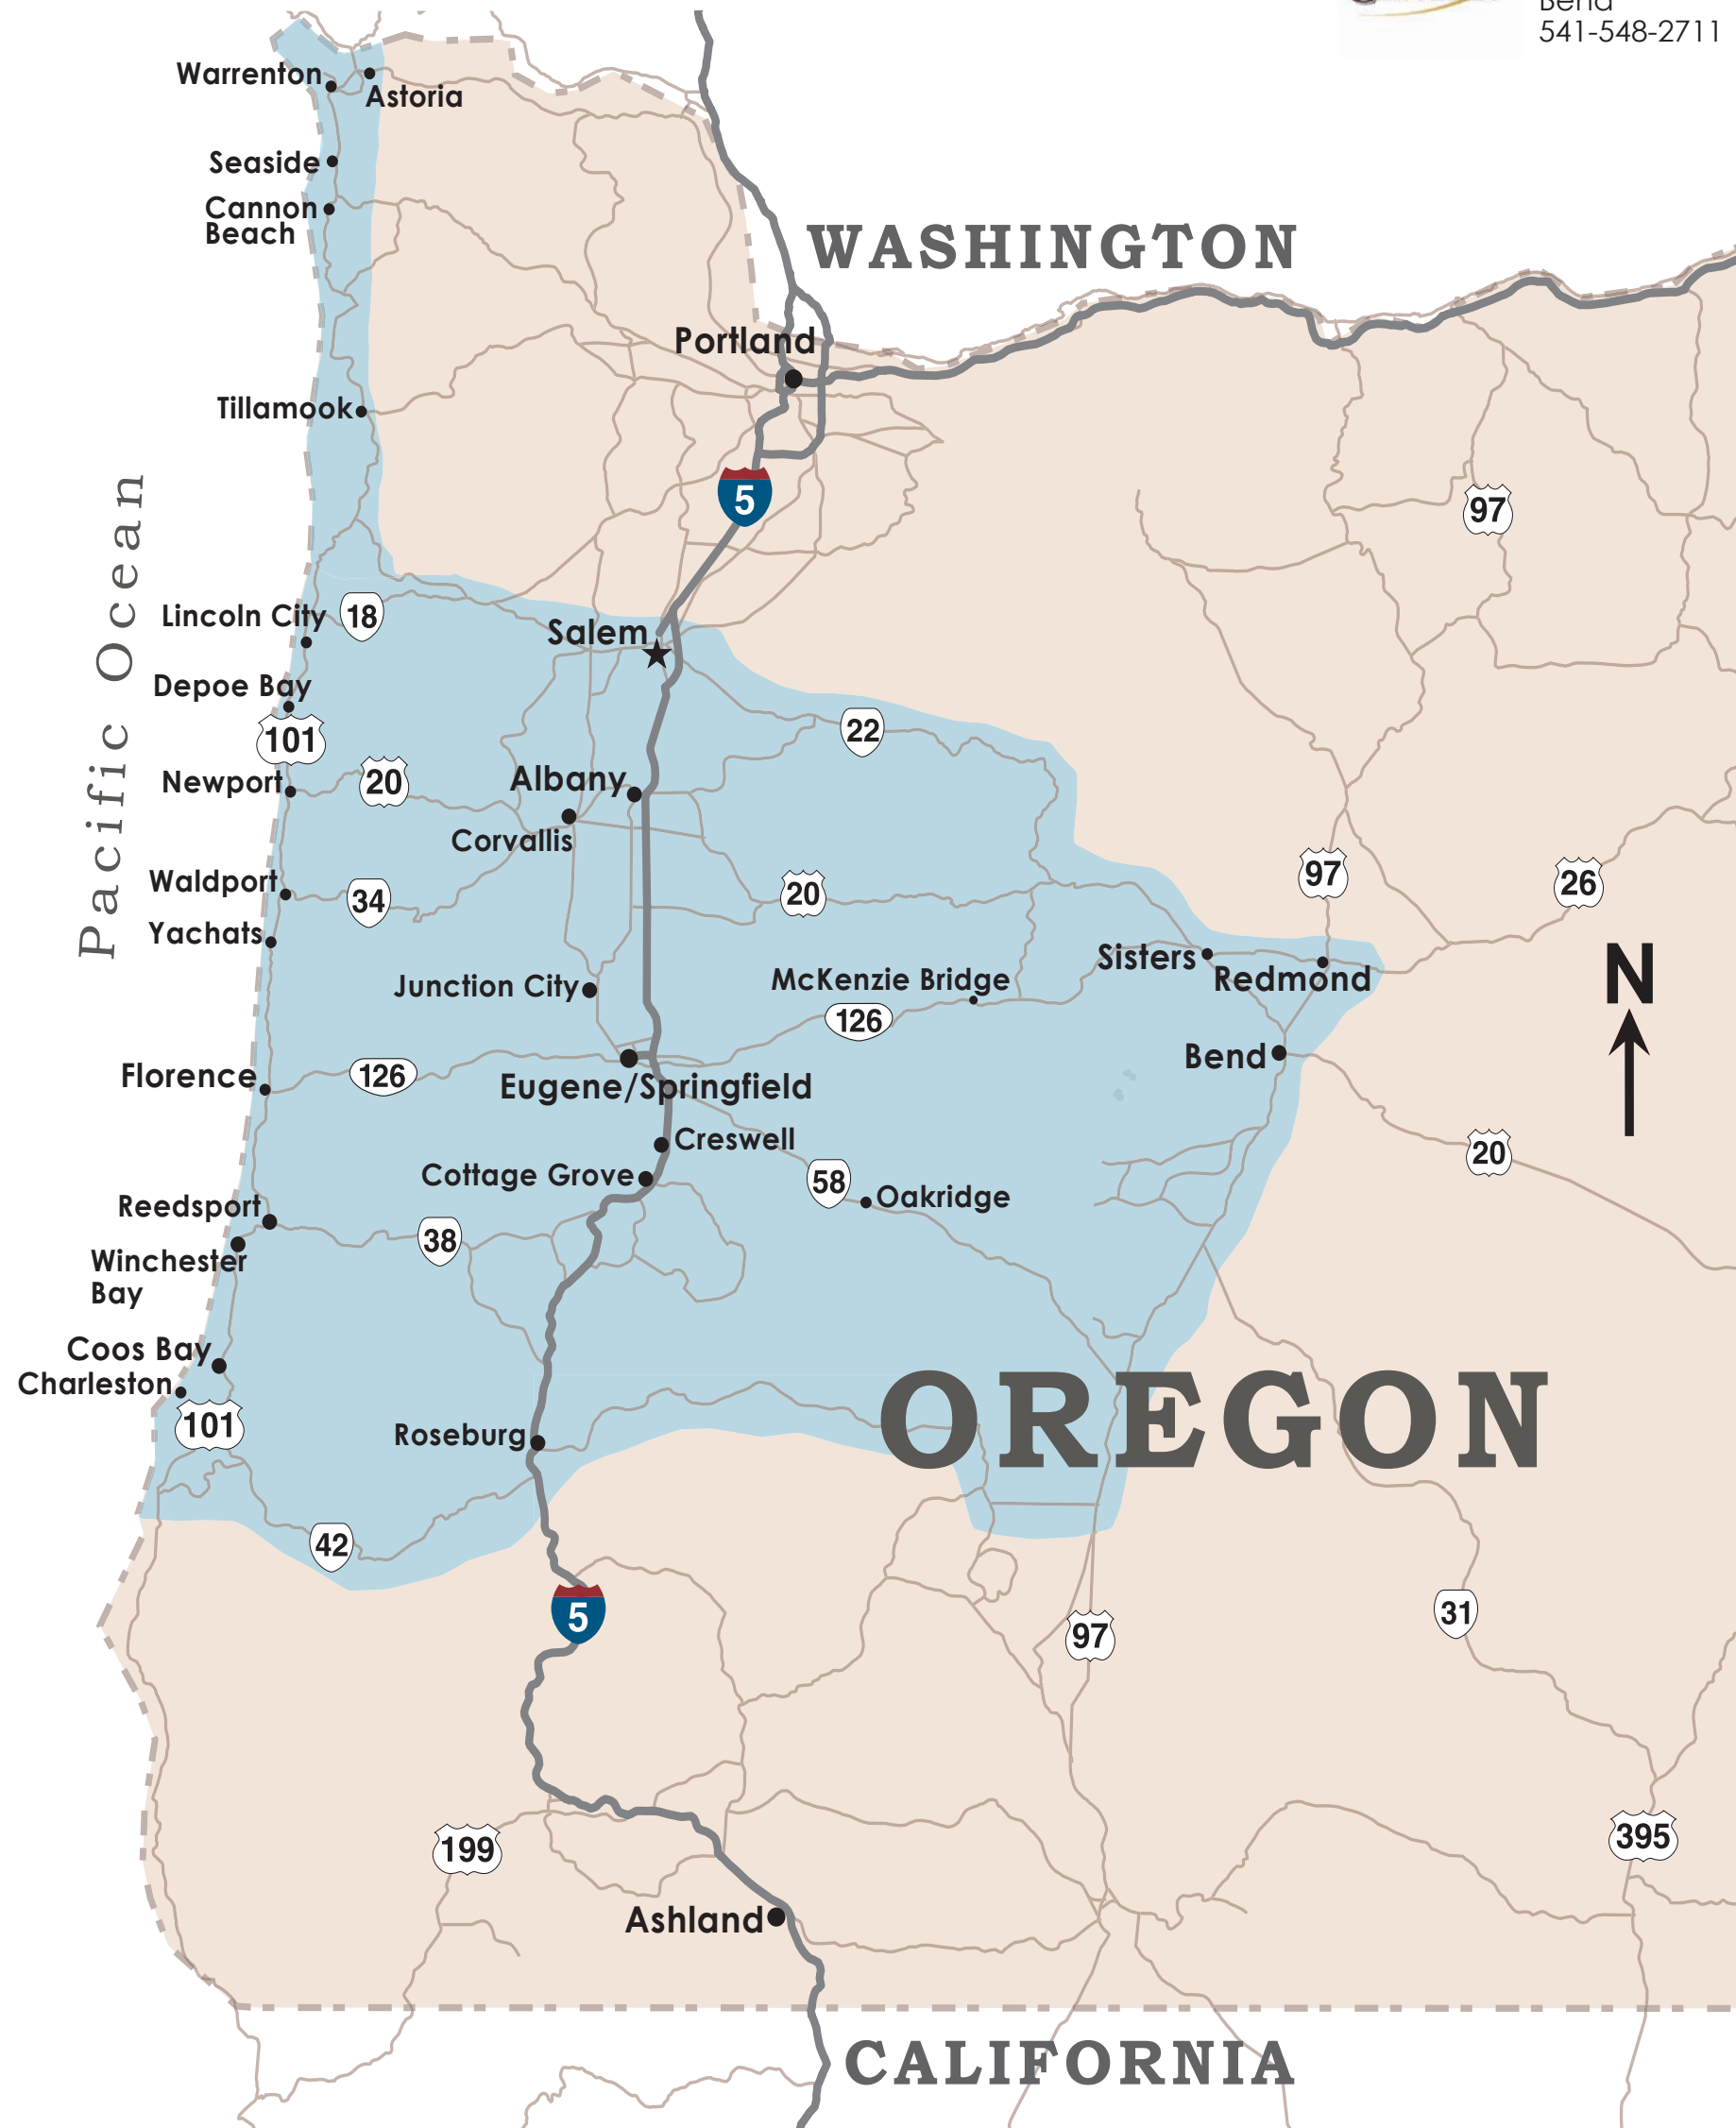 Bend
541-548-2711
Warrenton
Astoria
Seaside
Cannon
Beach
WASHINGTON
Portland
Tillamook
Pacific Ocean
5
97
Lincoln City
18
Salem
Depoe Bay
101
22
Newport
20
Albany
Corvallis
Waldport
34
20
97
26
Yachats
Sisters
Redmond
N
Junction City
McKenzie Bridge
126
Bend
Florence
126
Eugene/Springfield
Creswell
20
Cottage Grove
58
Oakridge
Reedsport
38
Winchester
Bay
Coos Bay
Charleston
101
OREGON
Roseburg
42
5
97
31
199
395
Ashland
CALIFORNIA